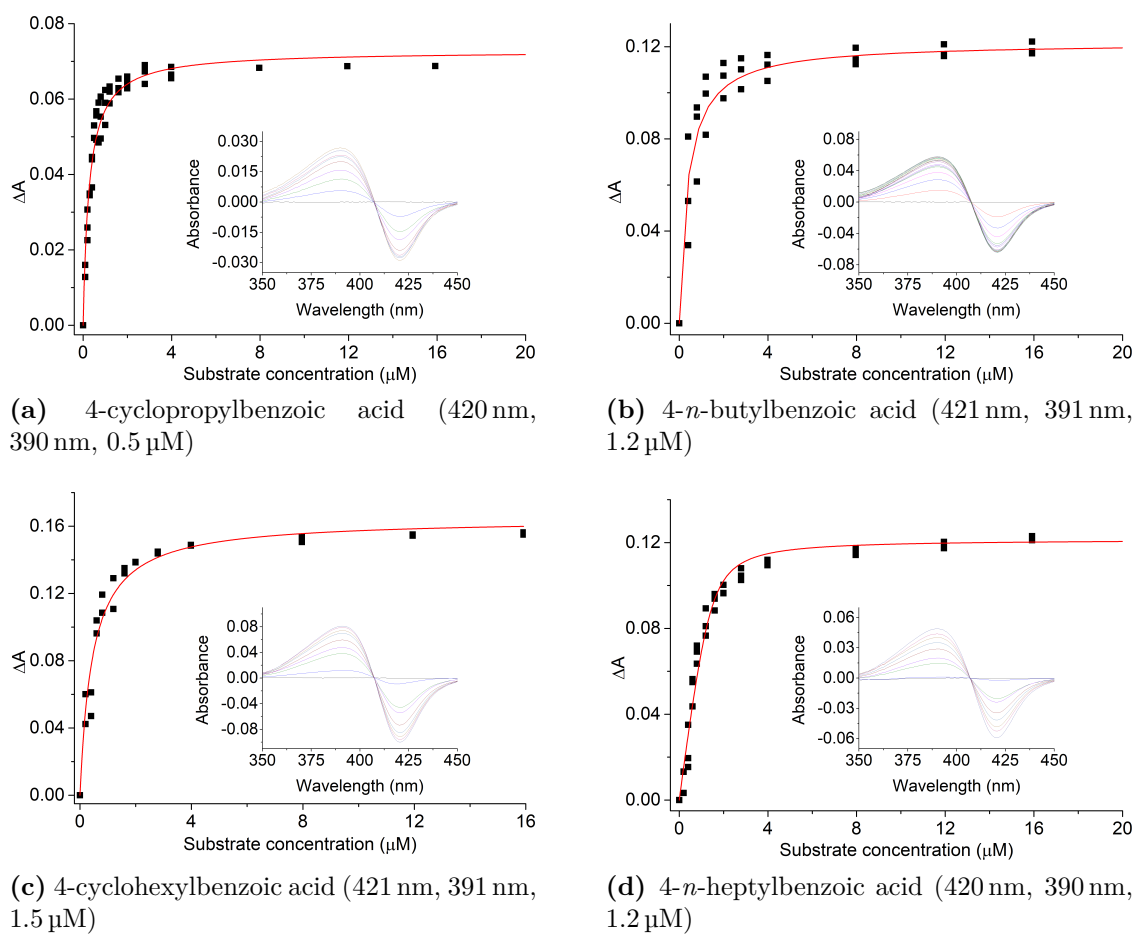 0.08
0.06
0.04
0.02
0.00
ΔA
0 4 8 12 16 20
Substrate concentration (μM)
0.030
0.015
0.000
-0.015
-0.030
Absorbance
350 375 400 425 450
Wavelength (nm)
(a) 4-cyclopropylbenzoic acid (420 nm,
390 nm, 0.5 µM)
0.12
0.08
0.04
0.00
ΔA
0 4 8 12 16 20
Substrate concentration (μM)
0.08
0.04
0.00
-0.04
-0.08
Absorbance
350 375 400 425 450
Wavelength (nm)
(b) 4-n-butylbenzoic acid (421 nm, 391 nm,
1.2 µM)
0.16
0.12
0.08
0.04
0.00
ΔA
0 4 8 12 16
Substrate concentration (μM)
0.08
0.04
0.00
-0.04
-0.08
Absorbance
350 375 400 425 450
Wavelength (nm)
(c) 4-cyclohexylbenzoic acid (421 nm, 391 nm,
1.5 µM)
0.12
0.08
0.04
0.00
ΔA
0 4 8 12 16 20
Substrate concentration (μM)
0.06
0.03
0.00
-0.03
-0.06
Absorbance
350 375 400 425 450
Wavelength (nm)
(d) 4-n-heptylbenzoic acid (420 nm, 390 nm,
1.2 µM)